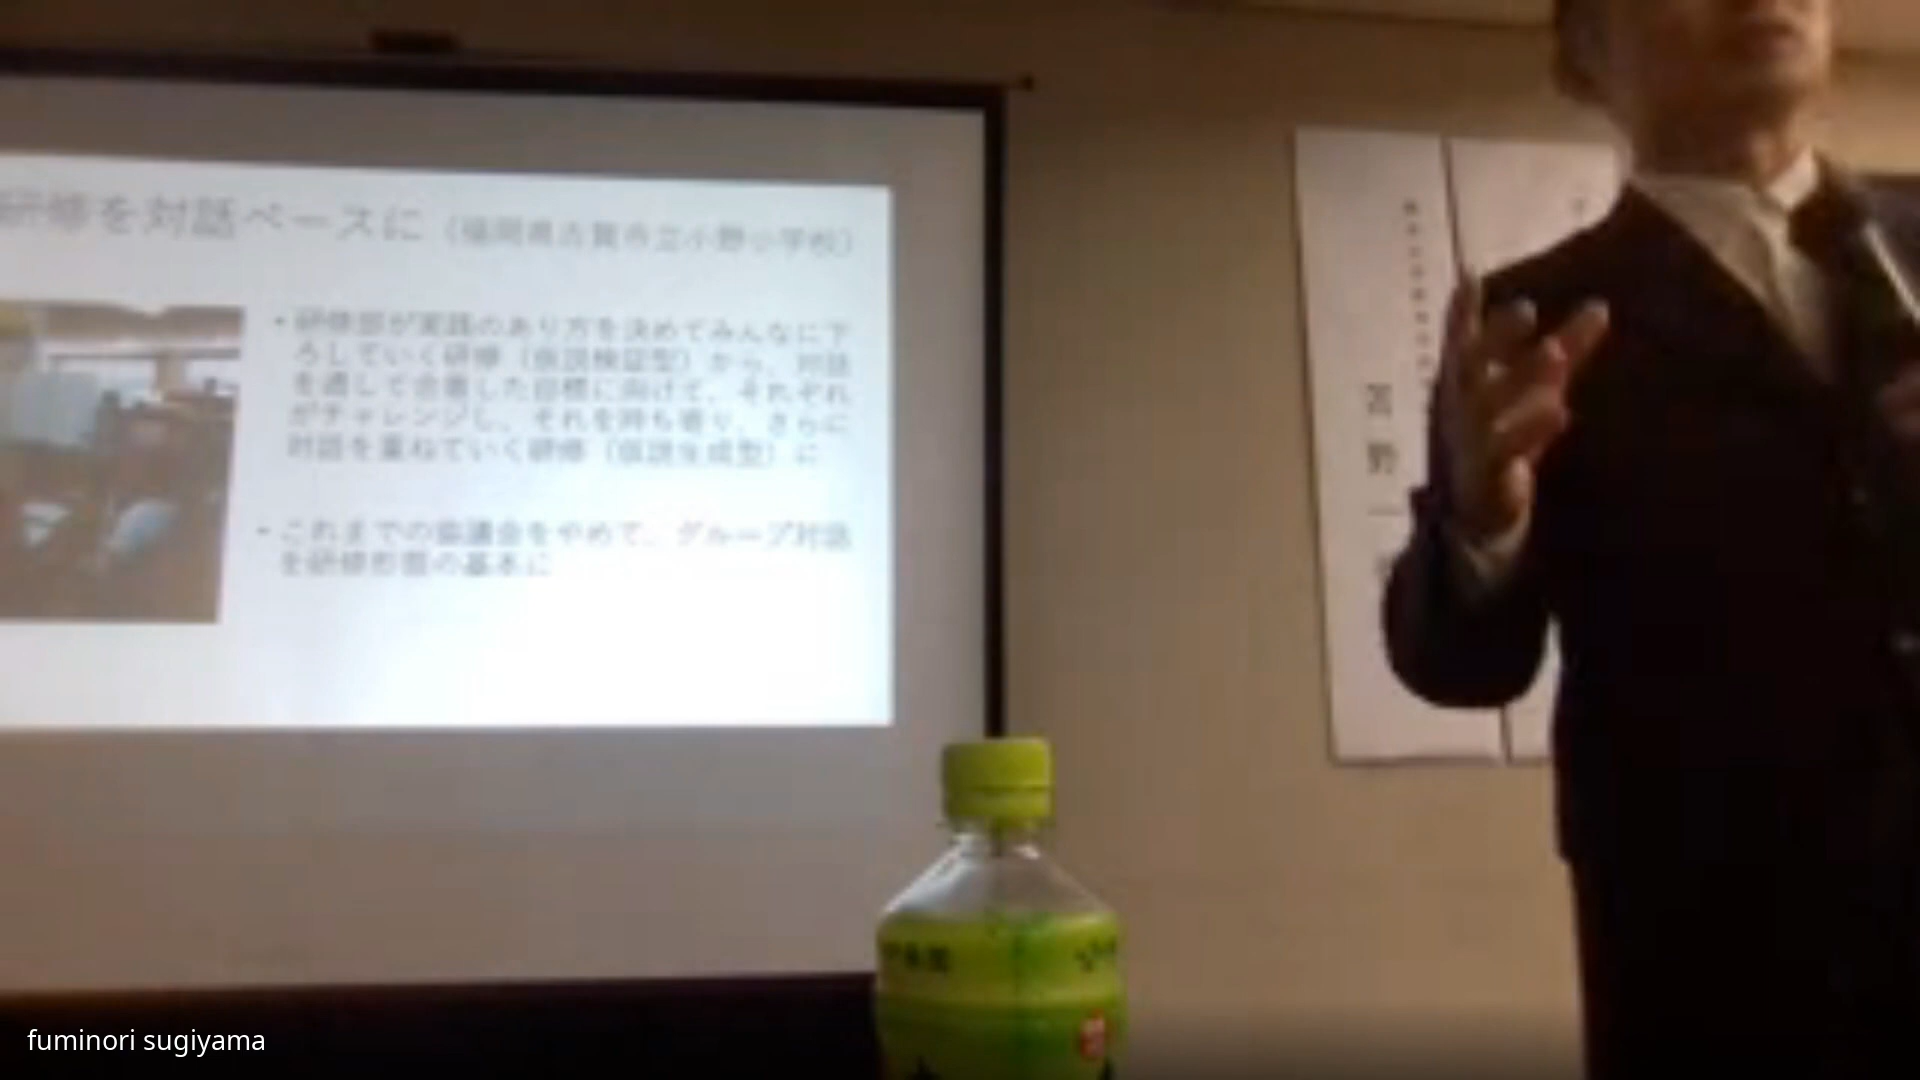 研修を対話ベースに（福岡県古賀市立小野小学校）
・研修部が実践のあり方を決めてみんなに下
ろしていく研修（仮説検証型）から、対話
を通して合意した目標に向けて、それぞれ
がチャレンジし、それを持ち寄り、さらに
対話を重ねていく研修（仮説生成型）に
・これまでの協議会をやめて、グループ対話
を研修形態の基本に
苫野一
fuminori sugiyama